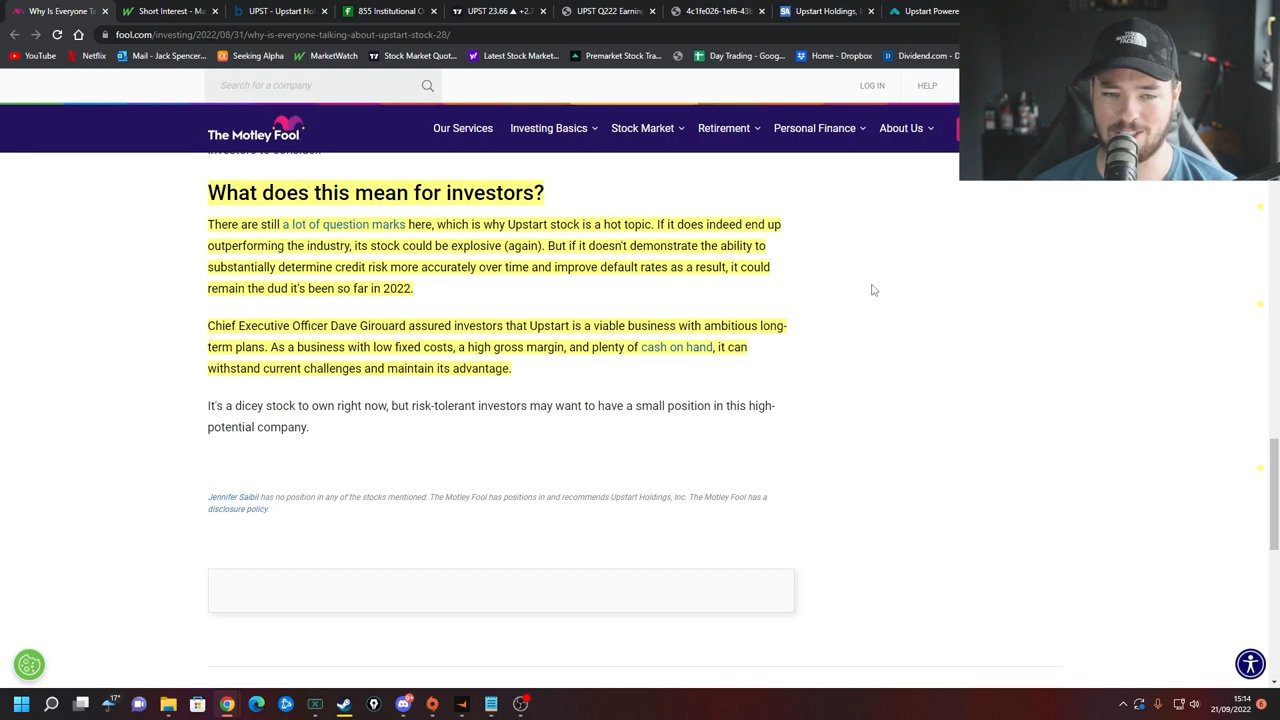 Why is Everyone Ta
855.66 ▲ +2.7
UPST Q222 Stock Earnin
4c1fe026-1ef6-4b33-
Upstart Holdings, In
Upstart Powere
fool.com/investing/2022/08/31/why-is-everyone-talking-about-upstart-stock-28/
YouTube
Netflix
Mail - Jack Spencer...
Seeking Alpha
MarketWatch
Stock Market Quot...
Latest Stock Market...
Premarket Stock Tra...
Day Trading - Goog...
Home - Dropbox
Dividend.com - D
Search for a company
LOG IN
HELP
The Motley Fool
Our Services
Investing Basics
Stock Market
Retirement
Personal Finance
About Us
investors to consider.
What does this mean for investors?
There are still a lot of question marks here, which is why Upstart stock is a hot topic. If it does indeed end up
outperforming the industry, its stock could be explosive (again). But if it doesn't demonstrate the ability to
substantially determine credit risk more accurately over time and improve default rates as a result, it could
remain the dud it's been so far in 2022.
Chief Executive Officer Dave Girouard assured investors that Upstart is a viable business with ambitious long-
term plans. As a business with low fixed costs, a high gross margin, and plenty of cash on hand, it can
withstand current challenges and maintain its advantage.
It's a dicey stock to own right now, but risk-tolerant investors may want to have a small position in this high-
potential company.
Jennifer Saibil has no position in any of the stocks mentioned. The Motley Fool has positions in and recommends Upstart Holdings, Inc. The Motley Fool has a
disclosure policy.
17°
15:14
21/09/2022
6